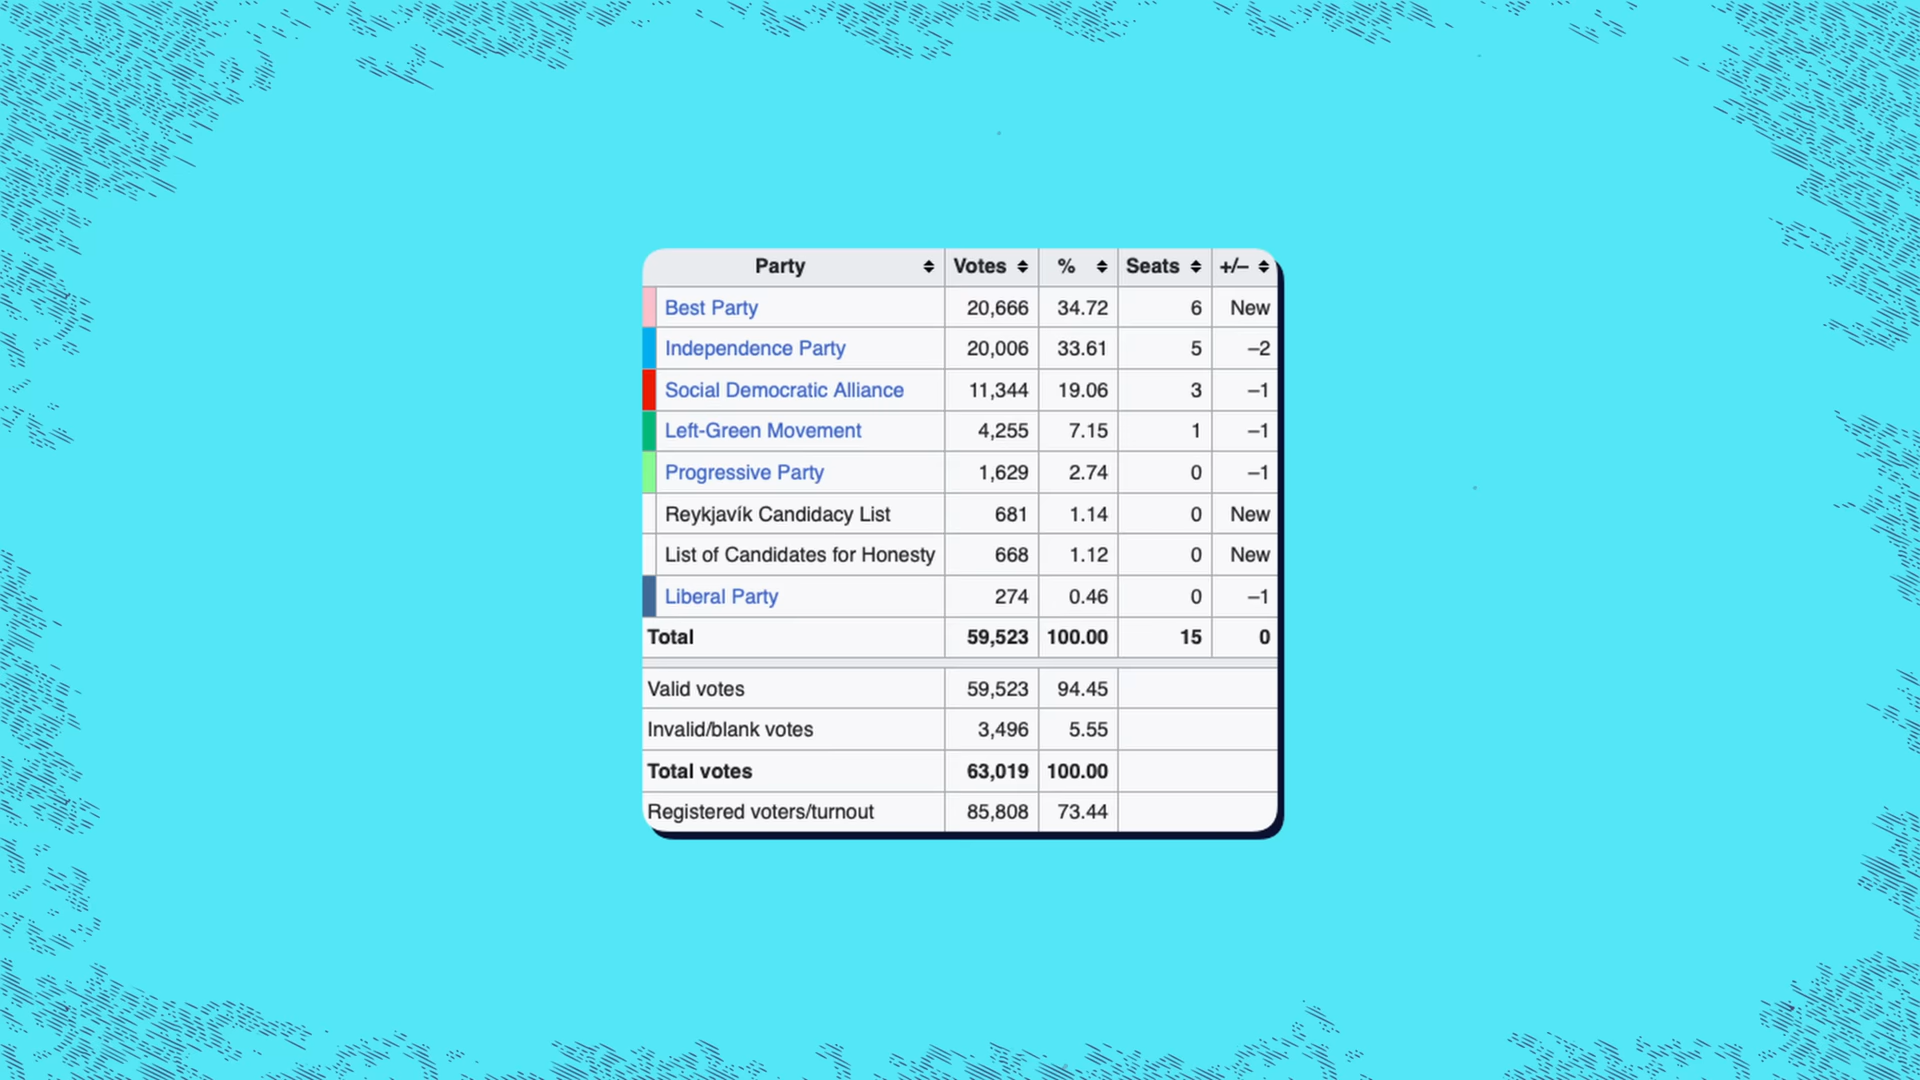 Party Votes % Seats +/–
Best Party 20,666 34.72 6 New
Independence Party 20,006 33.61 5 –2
Social Democratic Alliance 11,344 19.06 3 –1
Left-Green Movement 4,255 7.15 1 –1
Progressive Party 1,629 2.74 0 –1
Reykjavík Candidacy List 681 1.14 0 New
List of Candidates for Honesty 668 1.12 0 New
Liberal Party 274 0.46 0 –1
Total 59,523 100.00 15 0
Valid votes 59,523 94.45
Invalid/blank votes 3,496 5.55
Total votes 63,019 100.00
Registered voters/turnout 85,808 73.44